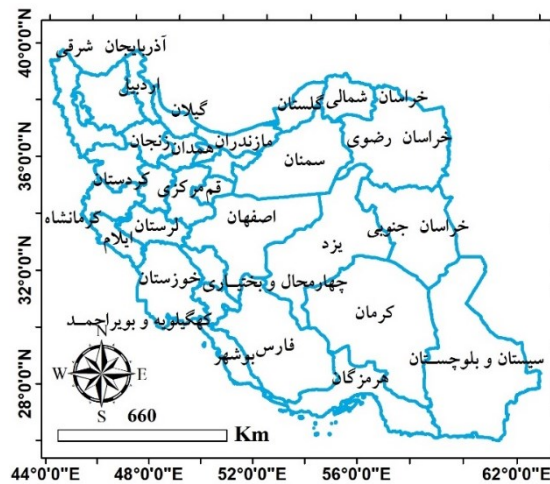 40°0'0"N
36°0'0"N
32°0'0"N
28°0'0"N
آذربایجان شرقی
اردبیل
گیلان
گلستان
خراسان شمالی
زنجان
همدان
مازندران
سمنان
خراسان رضوی
کردستان
قم
مرکزی
کرمانشاه
ایلام
لرستان
اصفهان
یزد
خراسان جنوبی
خوزستان
چهارمحال و بختیاری
کرمان
کهگیلویه و بویراحمد
بوشهر
فارس
هرمزگان
سیستان و بلوچستان
N
W E
S
660
Km
44°0'0"E 48°0'0"E 52°0'0"E 56°0'0"E 62°0'0"E